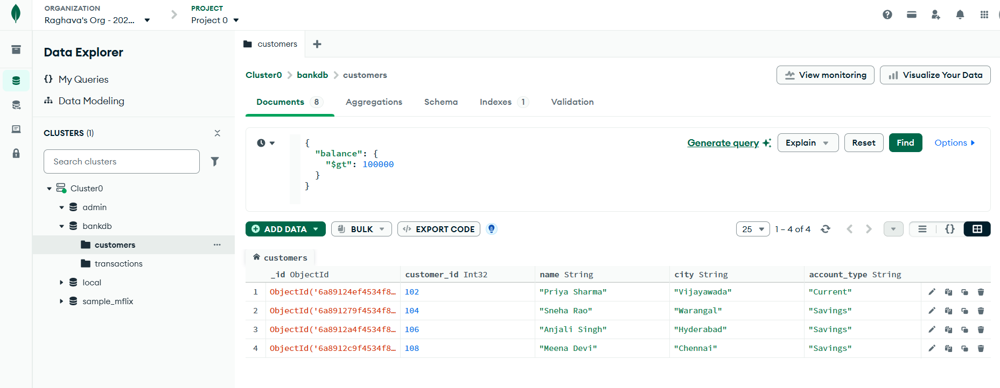 ORGANIZATION
Raghava's Org - 202...
PROJECT
Project 0
Data Explorer
{} My Queries
Data Modeling
CLUSTERS (1)
Search clusters
Cluster0
admin
bankdb
customers
transactions
local
sample_mflix
customers
Cluster0 > bankdb > customers
View monitoring
Visualize Your Data
Documents 8
Aggregations
Schema
Indexes 1
Validation
{
"balance": {
"$gt": 100000
}
}
Generate query
Explain
Reset
Find
Options
ADD DATA
BULK
</> EXPORT CODE
25
1 – 4 of 4
{}
customers
_id ObjectId customer_id Int32 name String city String account_type String
1 ObjectId('6a89124ef4534f8… 102 "Priya Sharma" "Vijayawada" "Current"
2 ObjectId('6a891279f4534f8… 104 "Sneha Rao" "Warangal" "Savings"
3 ObjectId('6a8912a4f4534f8… 106 "Anjali Singh" "Hyderabad" "Savings"
4 ObjectId('6a8912c9f4534f8… 108 "Meena Devi" "Chennai" "Savings"